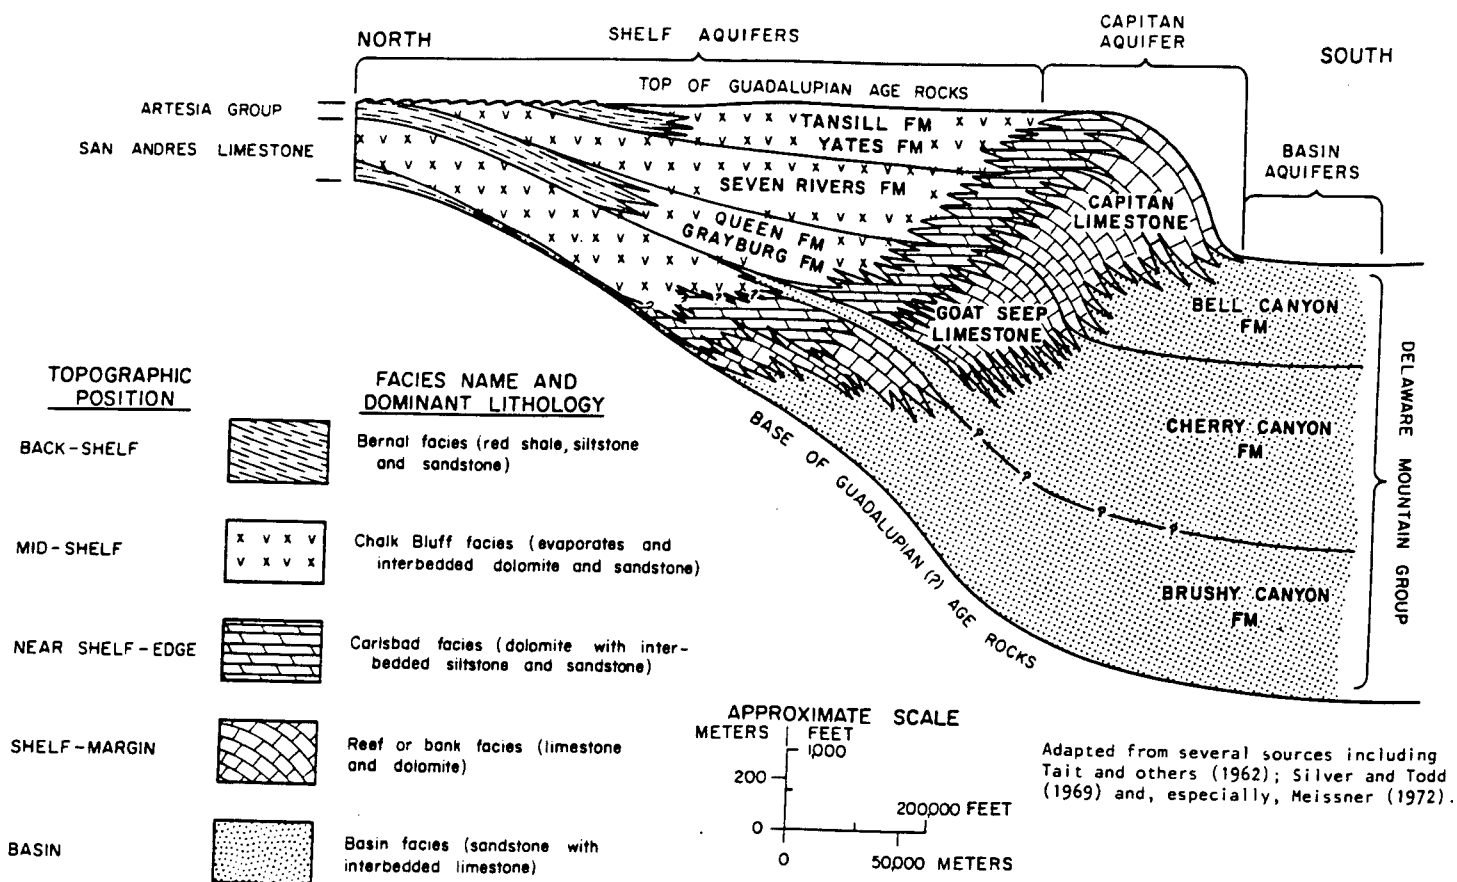 NORTH
SHELF AQUIFERS
CAPITAN
AQUIFER
SOUTH
TOP OF GUADALUPIAN AGE ROCKS
ARTESIA GROUP
SAN ANDRES LIMESTONE
TANSILL FM
YATES FM
SEVEN RIVERS FM
QUEEN FM
GRAYBURG FM
CAPITAN
LIMESTONE
GOAT SEEP
LIMESTONE
BASIN
AQUIFERS
BELL CANYON
FM
CHERRY CANYON
FM
BRUSHY CANYON
FM
DELAWARE MOUNTAIN GROUP
BASE OF GUADALUPIAN (?) AGE ROCKS
TOPOGRAPHIC
POSITION
FACIES NAME AND
DOMINANT LITHOLOGY
BACK-SHELF
Bernal facies (red shale, siltstone
and sandstone)
MID-SHELF
Chalk Bluff facies (evaporates and
interbedded dolomite and sandstone)
NEAR SHELF-EDGE
Carlsbad facies (dolomite with inter-
bedded siltstone and sandstone)
SHELF-MARGIN
Reef or bank facies (limestone
and dolomite)
BASIN
Basin facies (sandstone with
interbedded limestone)
APPROXIMATE SCALE
METERS
FEET
1,000
200
200,000 FEET
0
0
50,000 METERS
Adapted from several sources including
Tait and others (1962); Silver and Todd
(1969) and, especially, Meissner (1972).